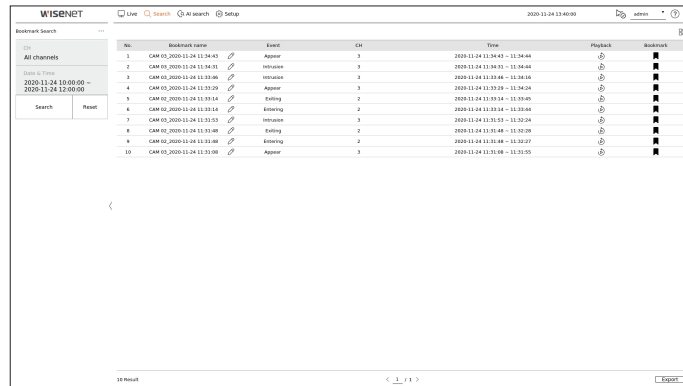 WISENET
Live Search AI search Setup 2020-11-24 13:40:00 admin
Bookmark Search ...
CH
All channels
Date & Time
2020-11-24 10:00:00 ~
2020-11-24 12:00:00
Search Reset
No. Bookmark name Event CH Time Playback Bookmark
1 CAM 03_2020-11-24 11:34:43 Appear 3 2020-11-24 11:34:43 ~ 11:34:44
2 CAM 03_2020-11-24 11:34:31 Intrusion 3 2020-11-24 11:34:31 ~ 11:34:44
3 CAM 03_2020-11-24 11:33:46 Intrusion 3 2020-11-24 11:33:46 ~ 11:34:16
4 CAM 03_2020-11-24 11:33:29 Appear 3 2020-11-24 11:33:29 ~ 11:34:24
5 CAM 02_2020-11-24 11:33:14 Exiting 2 2020-11-24 11:33:14 ~ 11:33:45
6 CAM 02_2020-11-24 11:33:14 Entering 2 2020-11-24 11:33:14 ~ 11:33:44
7 CAM 03_2020-11-24 11:31:53 Intrusion 3 2020-11-24 11:31:53 ~ 11:32:24
8 CAM 02_2020-11-24 11:31:48 Exiting 2 2020-11-24 11:31:48 ~ 11:32:28
9 CAM 02_2020-11-24 11:31:48 Entering 2 2020-11-24 11:31:48 ~ 11:32:27
10 CAM 03_2020-11-24 11:31:08 Appear 3 2020-11-24 11:31:08 ~ 11:31:55
10 Result < 1 / 1 > Export